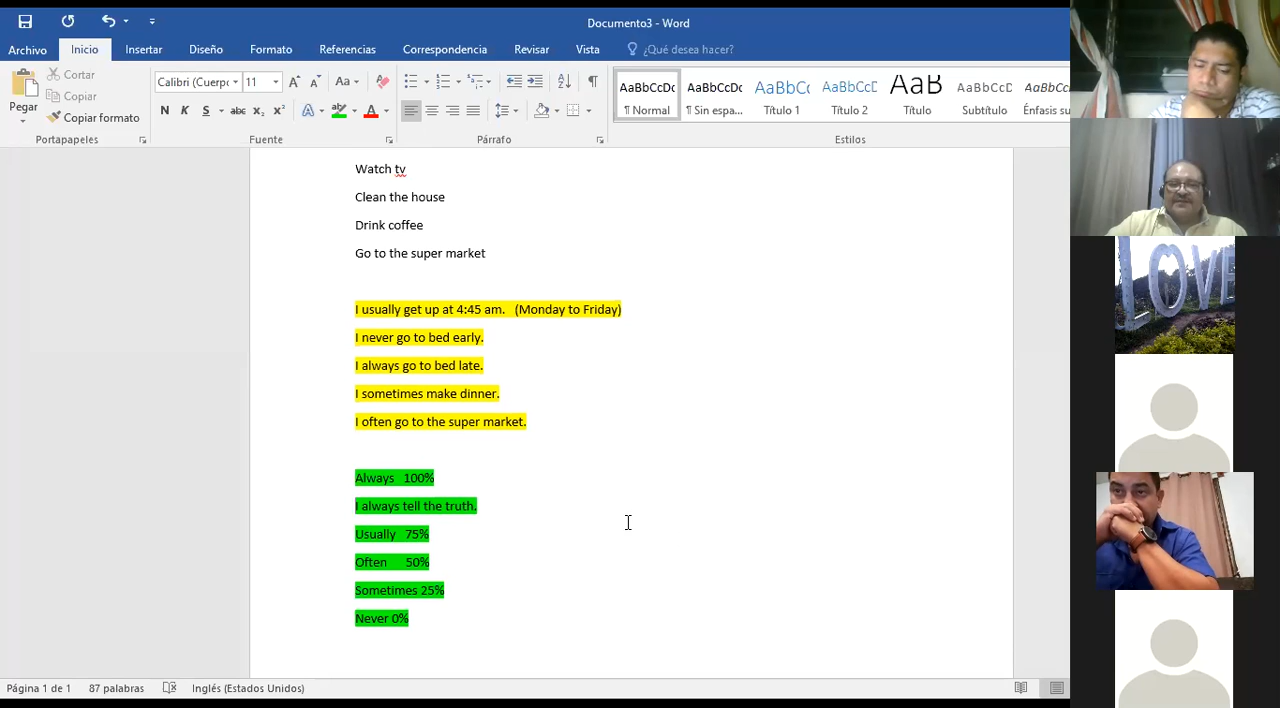 Documento3 - Word
Archivo Inicio Insertar Diseño Formato Referencias Correspondencia Revisar Vista ¿Qué desea hacer?
Pegar
Cortar
Copiar
Copiar formato
Portapapeles
Calibri (Cuerpo 11
Aa
N K S abc x₂ x²
Fuente
Párrafo
AaBbCcDc AaBbCcDc AaBbC AaBbCcD AaB AaBbCcD AaBbCcD
¶ Normal ¶ Sin espa... Título 1 Título 2 Título Subtítulo Énfasis su
Estilos
Watch tv
Clean the house
Drink coffee
Go to the super market
I usually get up at 4:45 am. (Monday to Friday)
I never go to bed early.
I always go to bed late.
I sometimes make dinner.
I often go to the super market.
Always 100%
I always tell the truth.
Usually 75%
Often 50%
Sometimes 25%
Never 0%
LOVE
Página 1 de 1 87 palabras Inglés (Estados Unidos)